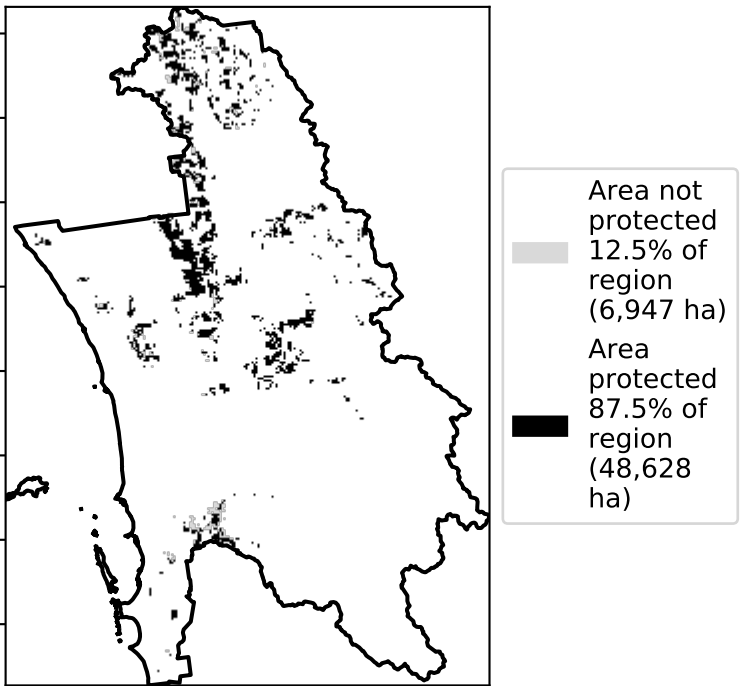 Area not
protected
12.5% of
region
(6,947 ha)
Area
protected
87.5% of
region
(48,628
ha)